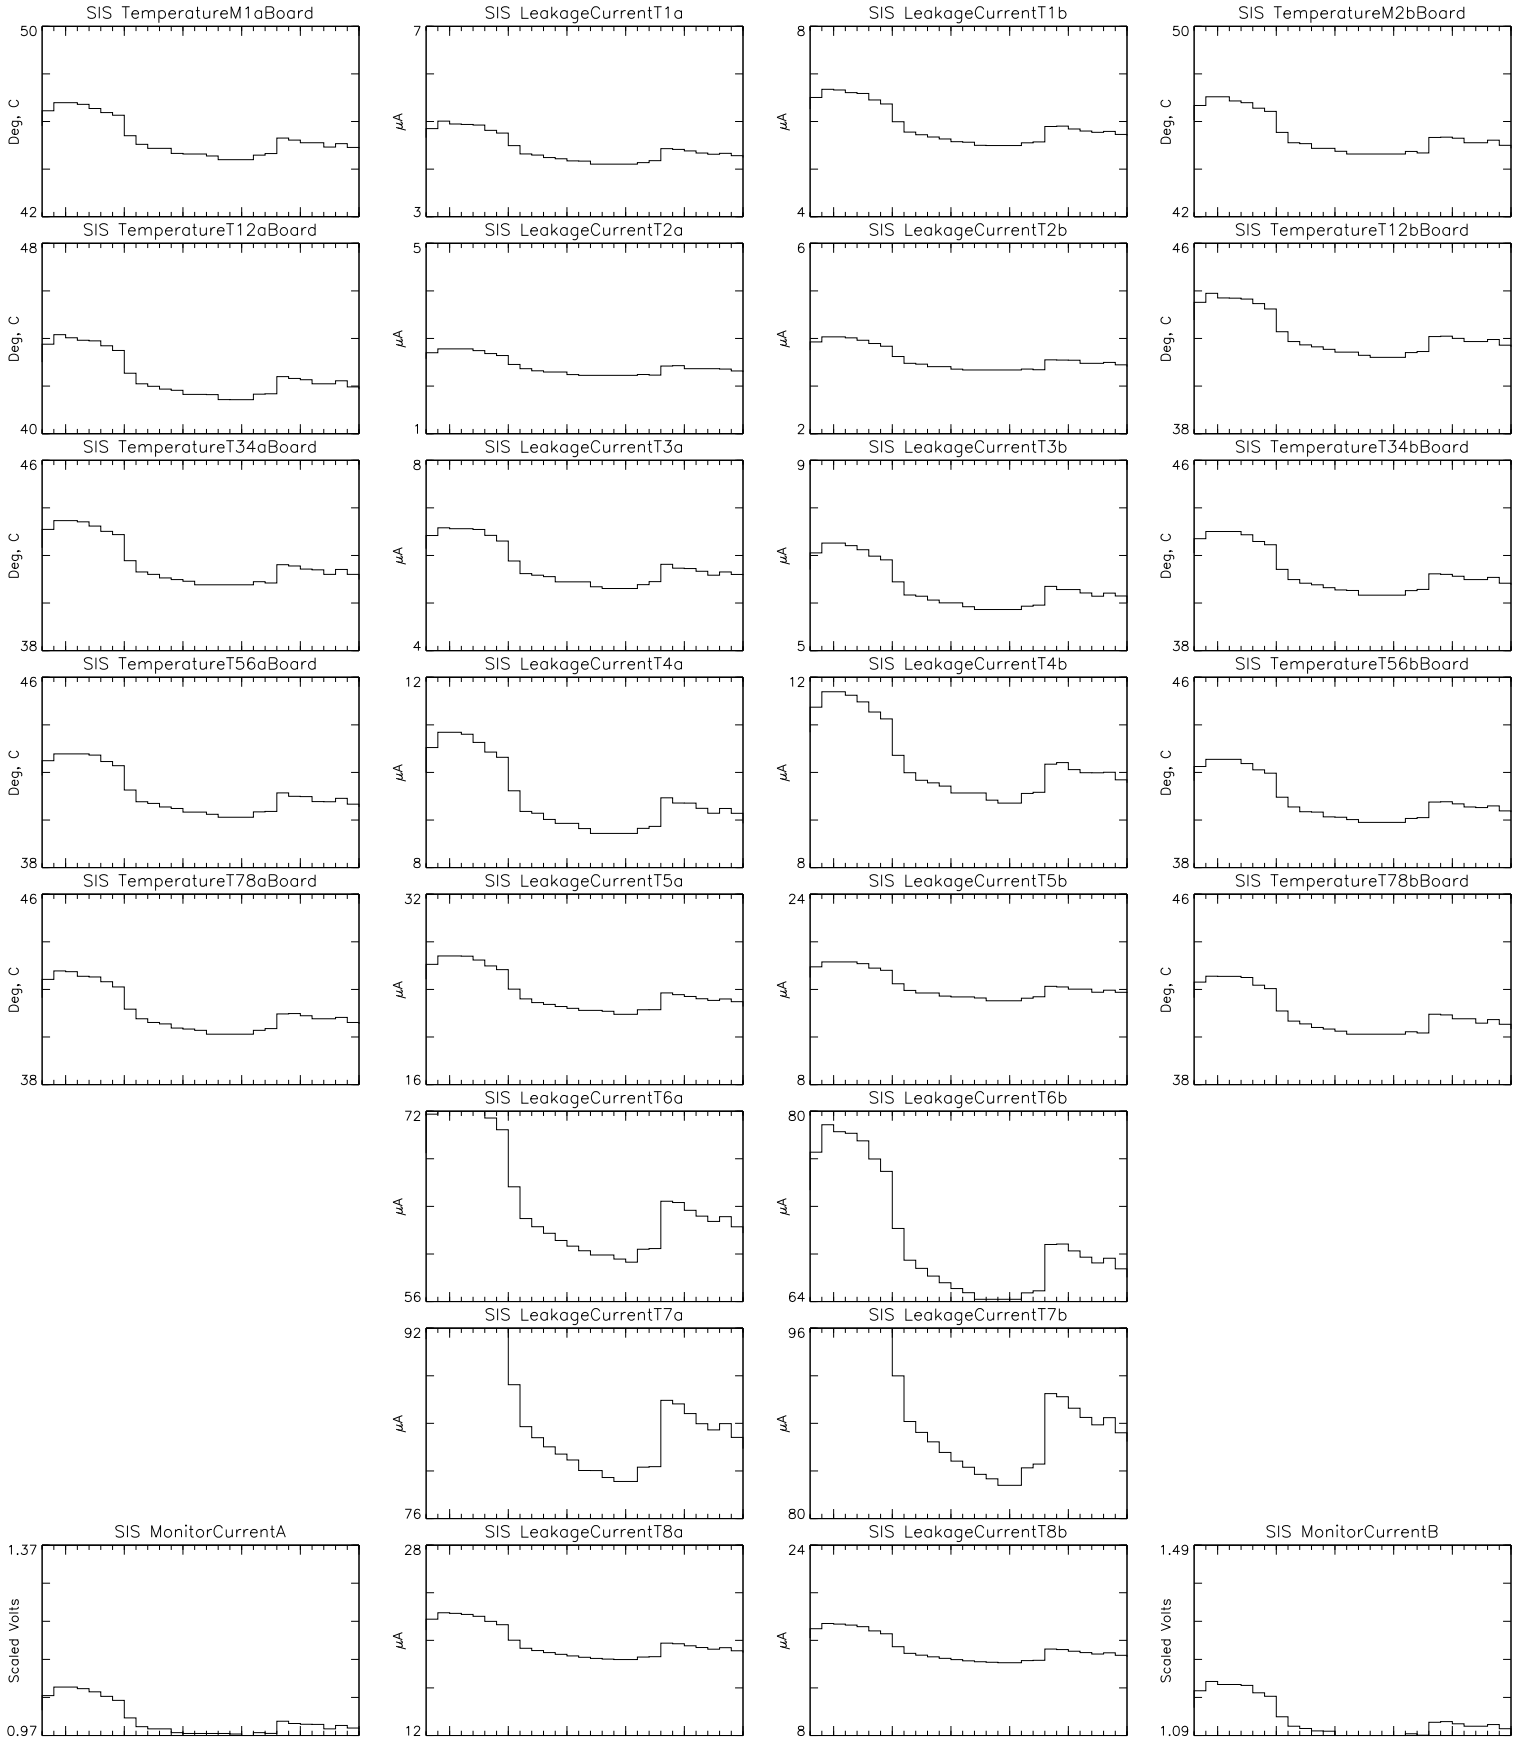 SIS TemperatureM1aBoard
SIS LeakageCurrentT1a
SIS LeakageCurrentT1b
SIS TemperatureM2bBoard
50
Deg, C
42
7
μA
3
8
μA
4
50
Deg, C
42
SIS TemperatureT12aBoard
SIS LeakageCurrentT2a
SIS LeakageCurrentT2b
SIS TemperatureT12bBoard
48
Deg, C
40
5
μA
1
6
μA
2
46
Deg, C
38
SIS TemperatureT34aBoard
SIS LeakageCurrentT3a
SIS LeakageCurrentT3b
SIS TemperatureT34bBoard
46
Deg, C
38
8
μA
4
9
μA
5
46
Deg, C
38
SIS TemperatureT56aBoard
SIS LeakageCurrentT4a
SIS LeakageCurrentT4b
SIS TemperatureT56bBoard
46
Deg, C
38
12
μA
8
12
μA
8
46
Deg, C
38
SIS TemperatureT78aBoard
SIS LeakageCurrentT5a
SIS LeakageCurrentT5b
SIS TemperatureT78bBoard
46
Deg, C
38
32
μA
16
24
μA
8
46
Deg, C
38
SIS LeakageCurrentT6a
SIS LeakageCurrentT6b
72
μA
56
80
μA
64
SIS LeakageCurrentT7a
SIS LeakageCurrentT7b
92
μA
76
96
μA
80
SIS MonitorCurrentA
SIS LeakageCurrentT8a
SIS LeakageCurrentT8b
SIS MonitorCurrentB
1.37
Scaled Volts
0.97
28
μA
12
24
μA
8
1.49
Scaled Volts
1.09